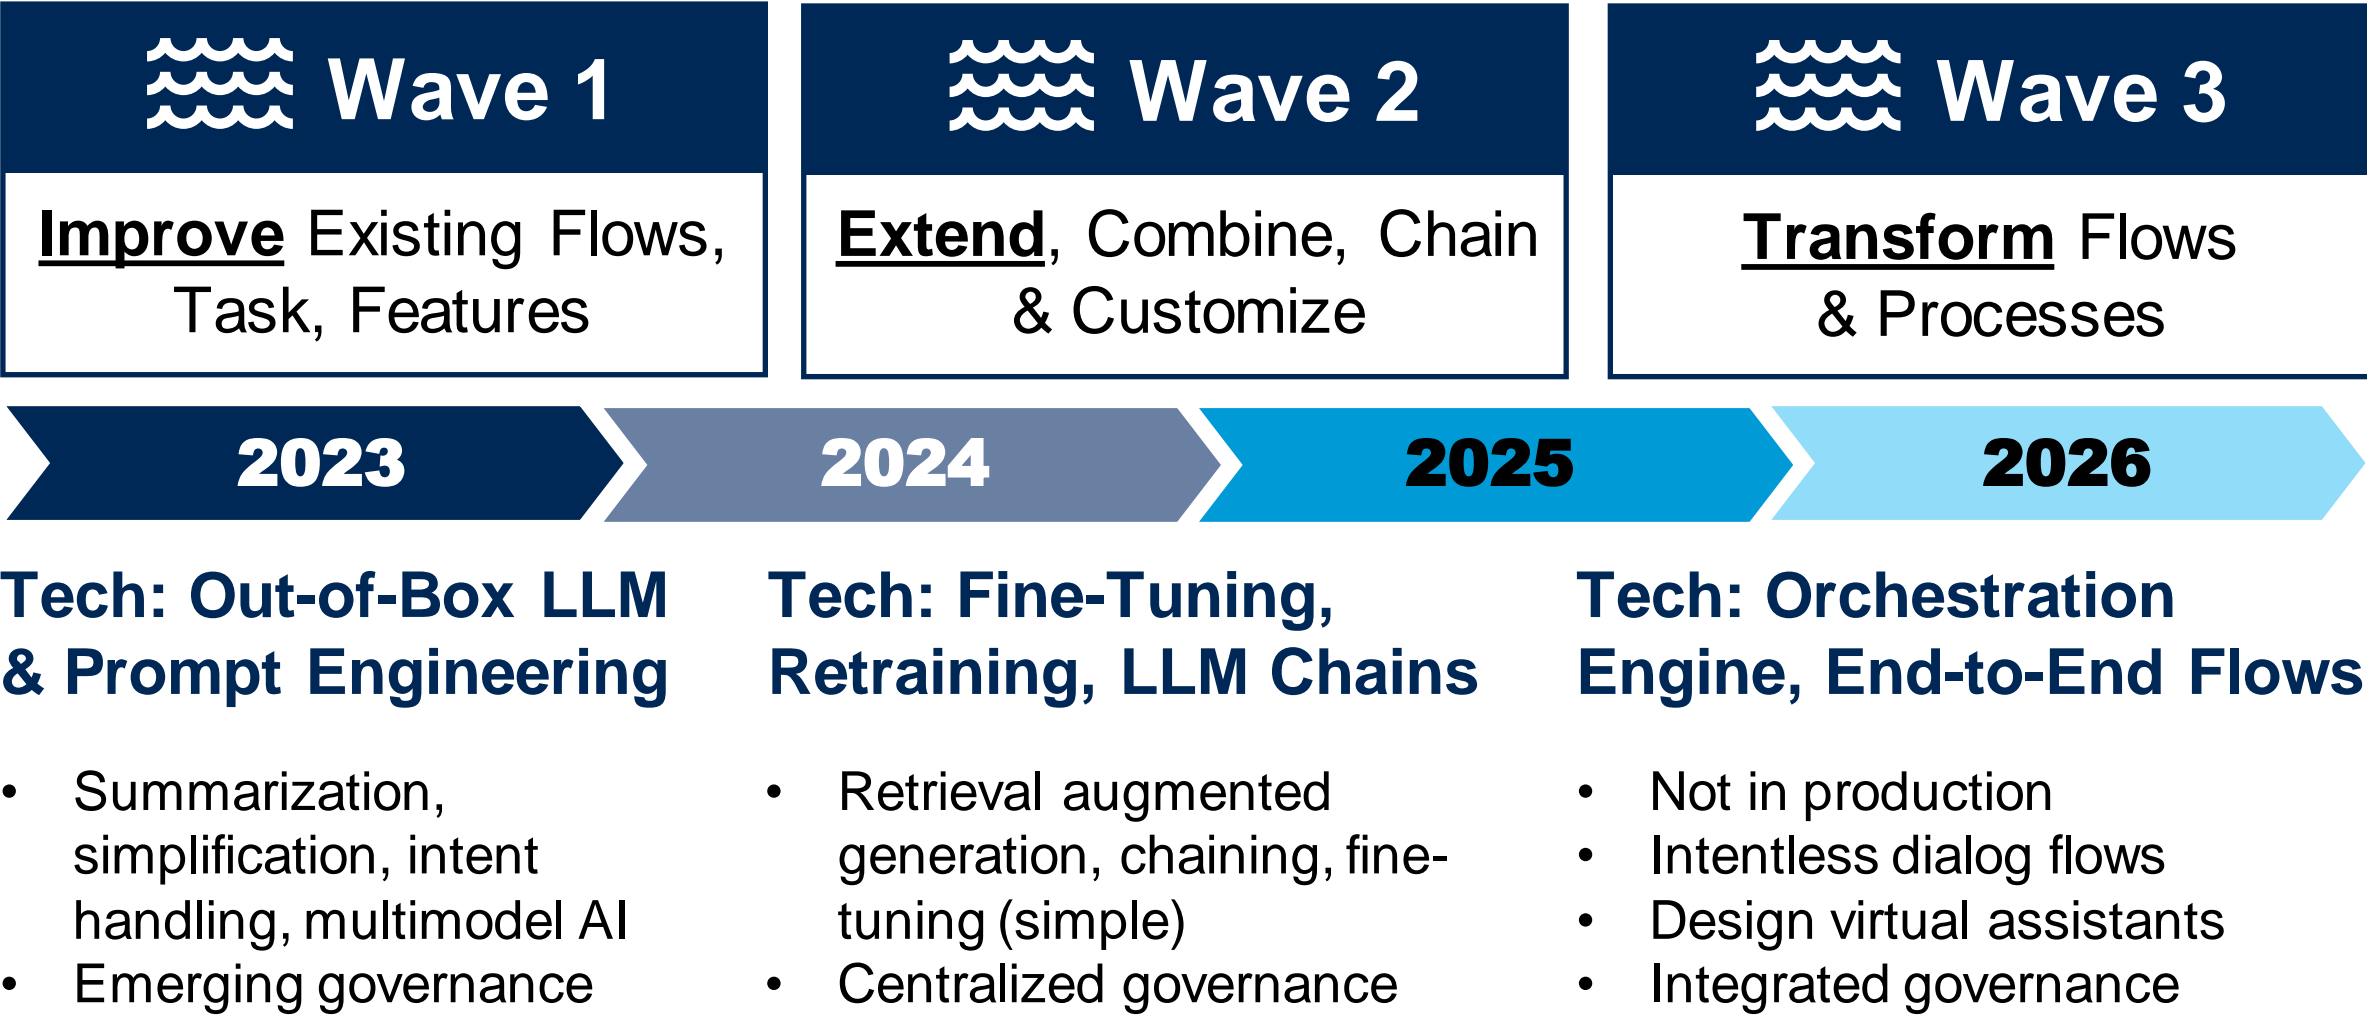 Wave 1
Improve Existing Flows,
Task, Features
Wave 2
Extend, Combine, Chain
& Customize
Wave 3
Transform Flows
& Processes
2023
2024
2025
2026
Tech: Out-of-Box LLM
& Prompt Engineering
• Summarization,
simplification, intent
handling, multimodel AI
• Emerging governance
Tech: Fine-Tuning,
Retraining, LLM Chains
• Retrieval augmented
generation, chaining, fine-
tuning (simple)
• Centralized governance
Tech: Orchestration
Engine, End-to-End Flows
• Not in production
• Intentless dialog flows
• Design virtual assistants
• Integrated governance